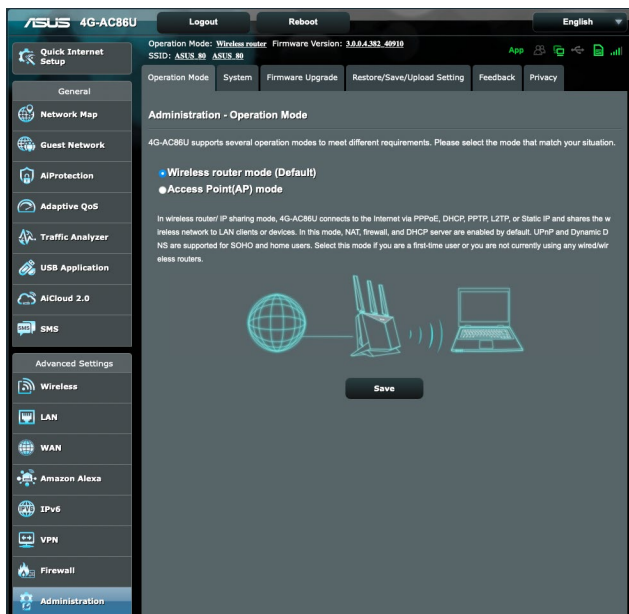 ASUS 4G-AC86U
Logout
Reboot
English
Quick Internet
Setup
Operation Mode: Wireless router Firmware Version: 3.0.0.4.382_40910
SSID: ASUS_80 ASUS_80
App
Operation Mode
System
Firmware Upgrade
Restore/Save/Upload Setting
Feedback
Privacy
General
Network Map
Guest Network
AiProtection
Adaptive QoS
Traffic Analyzer
USB Application
AiCloud 2.0
SMS
SMS
Advanced Settings
Wireless
LAN
WAN
Amazon Alexa
IPV6
IPv6
VPN
Firewall
Administration
Administration - Operation Mode
4G-AC86U supports several operation modes to meet different requirements. Please select the mode that match your situation.
Wireless router mode (Default)
Access Point(AP) mode
In wireless router/ IP sharing mode, 4G-AC86U connects to the Internet via PPPoE, DHCP, PPTP, L2TP, or Static IP and shares the w
ireless network to LAN clients or devices. In this mode, NAT, firewall, and DHCP server are enabled by default. UPnP and Dynamic D
NS are supported for SOHO and home users. Select this mode if you are a first-time user or you are not currently using any wired/wir
eless routers.
Save